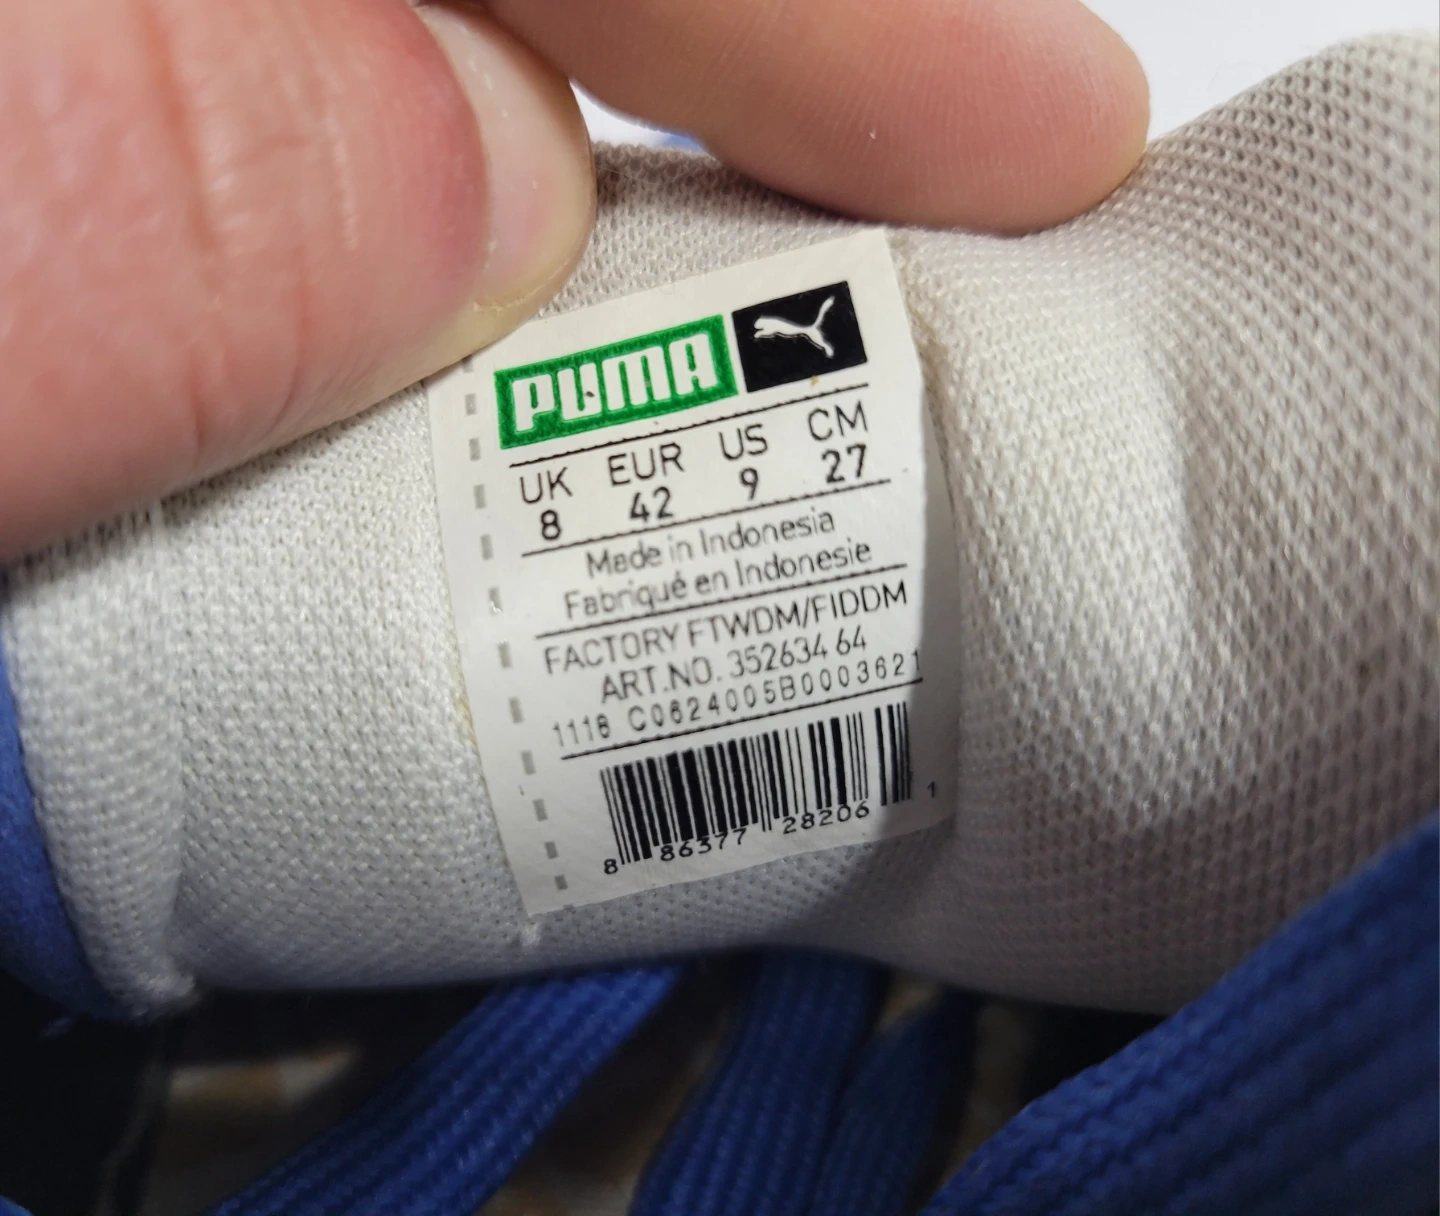 PUMA
UK EUR US CM
8 42 9 27
Made in Indonesia
Fabriqué en Indonesie
FACTORY FTWDM/FIDDM
ART.NO. 352634 64
1116 C0624005B0003621
8 86377 28206 1